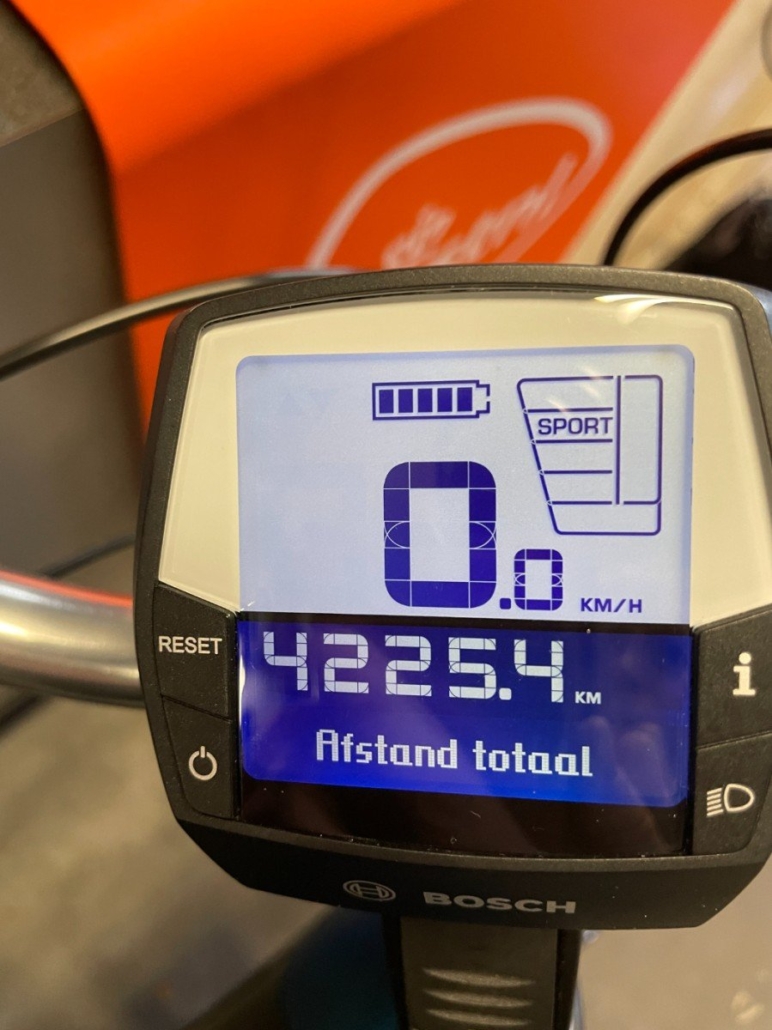 SPORT
0.0 KM/H
RESET
4225.4 KM
i
Afstand totaal
BOSCH